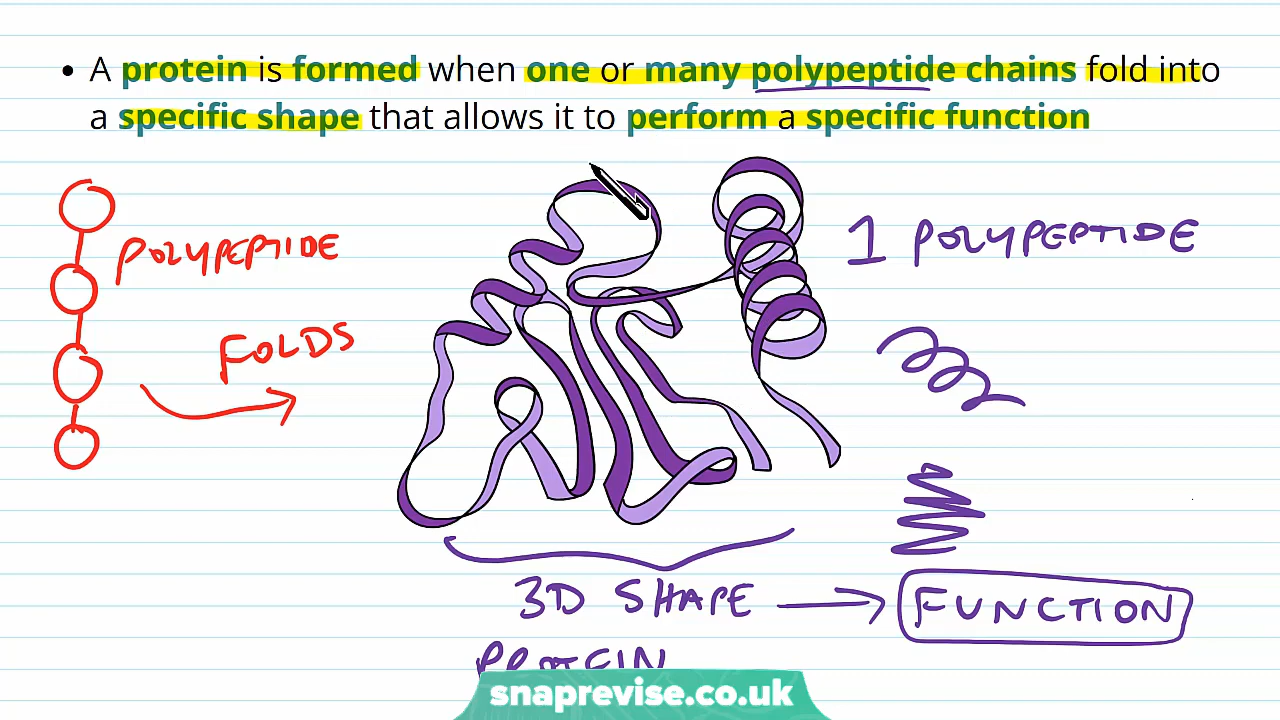 • A protein is formed when one or many polypeptide chains fold into
a specific shape that allows it to perform a specific function
POLYPEPTIDE
FOLDS
1 POLYPEPTIDE
3D SHAPE → FUNCTION
PROTEIN
snaprevise.co.uk